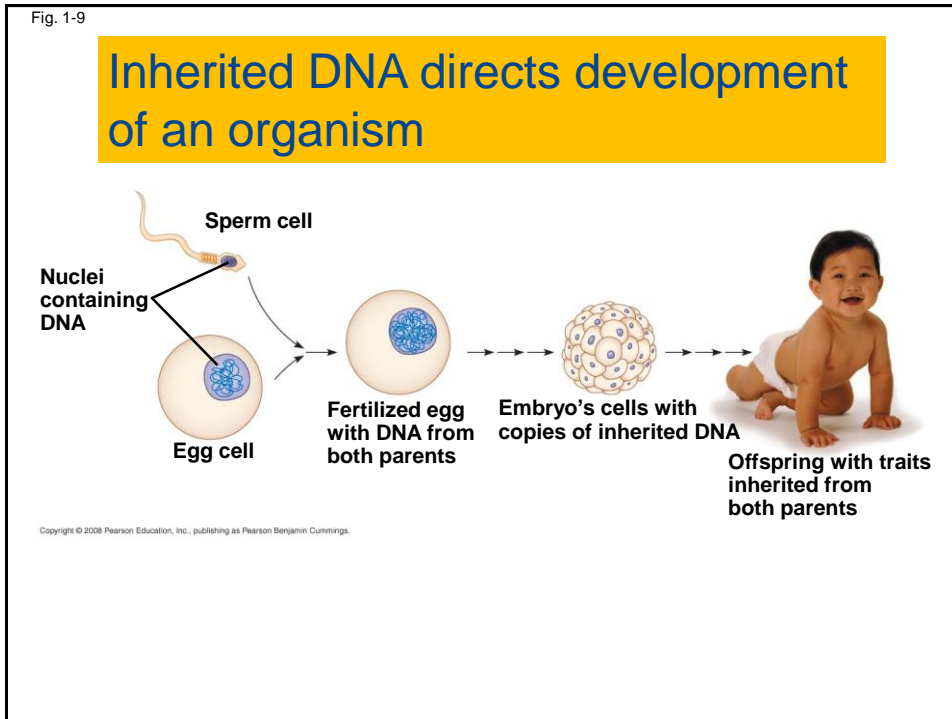 Fig. 1-9
Inherited DNA directs development
of an organism
Sperm cell
Nuclei
containing
DNA
Egg cell
Fertilized egg
with DNA from
both parents
Embryo's cells with
copies of inherited DNA
Offspring with traits
inherited from
both parents
Copyright © 2008 Pearson Education, Inc., publishing as Pearson Benjamin Cummings.